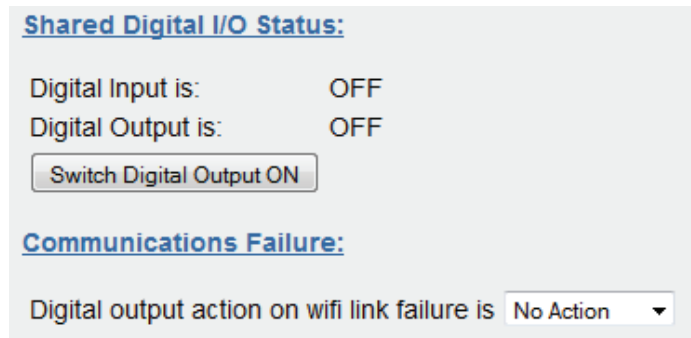 Shared Digital I/O Status:
Digital Input is: OFF
Digital Output is: OFF
Switch Digital Output ON
Communications Failure:
Digital output action on wifi link failure is No Action